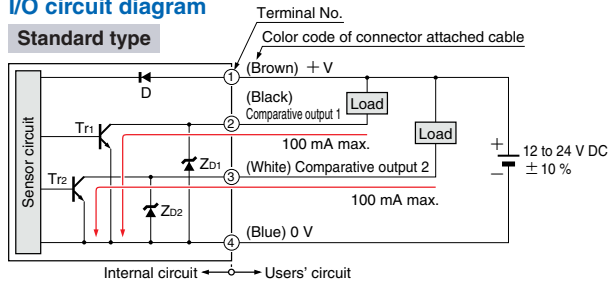 I/O circuit diagram
Standard type
Terminal No.
Color code of connector attached cable
1
(Brown) +V
D
(Black)
Comparative output 1
Load
2
Tr1
100 mA max.
Load
Sensor circuit
ZD1
+
12 to 24 V DC
± 10 %
−
3
(White) Comparative output 2
Tr2
100 mA max.
ZD2
4
(Blue) 0 V
Internal circuit
Users' circuit